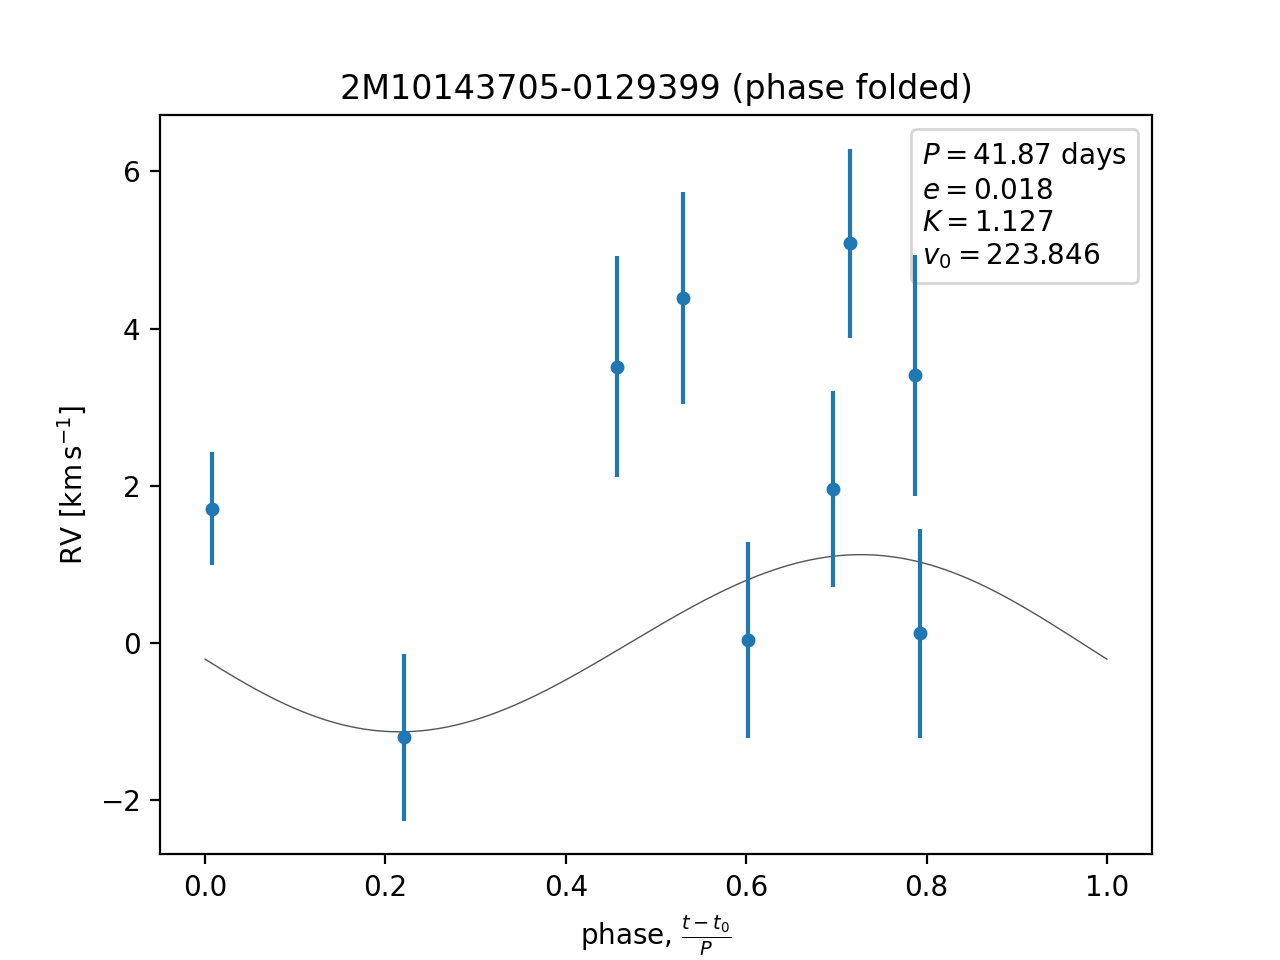 2M10143705-0129399 (phase folded)
P = 41.87 days
e = 0.018
K = 1.127
v₀ = 223.846
6
4
2
0
−2
RV [km s⁻¹]
0.0 0.2 0.4 0.6 0.8 1.0
phase, (t − t₀)/P